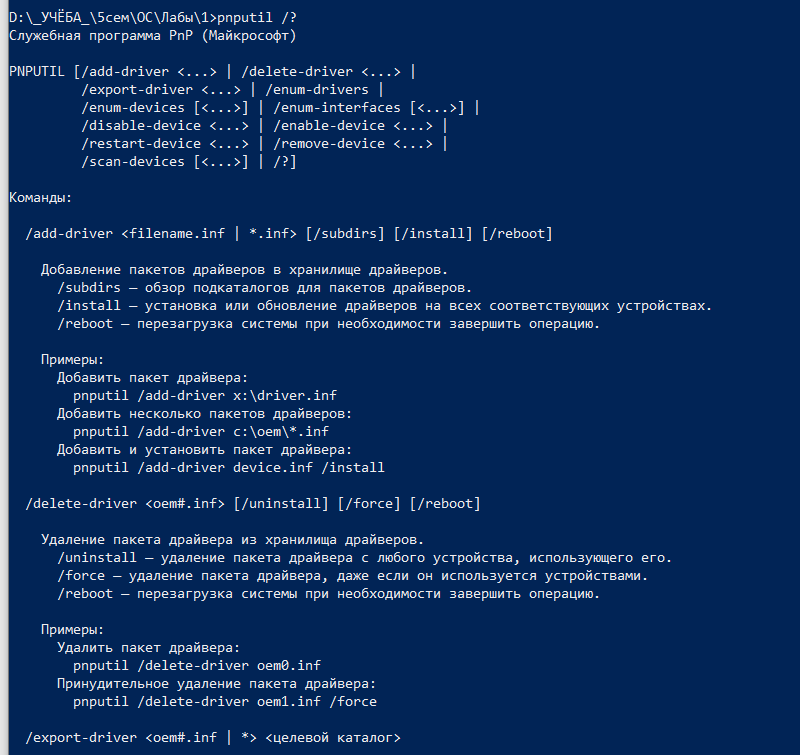 D:\_УЧЁБА_\5сем\ОС\Лабы\1>pnputil /?
Служебная программа PnP (Майкрософт)
PNPUTIL [/add-driver <...> | /delete-driver <...> |
/export-driver <...> | /enum-drivers |
/enum-devices [<...>] | /enum-interfaces [<...>] |
/disable-device <...> | /enable-device <...> |
/restart-device <...> | /remove-device <...> |
/scan-devices [<...>] | /?]
Команды:
/add-driver <filename.inf | *.inf> [/subdirs] [/install] [/reboot]
Добавление пакетов драйверов в хранилище драйверов.
/subdirs — обзор подкаталогов для пакетов драйверов.
/install — установка или обновление драйверов на всех соответствующих устройствах.
/reboot — перезагрузка системы при необходимости завершить операцию.
Примеры:
Добавить пакет драйвера:
pnputil /add-driver x:\driver.inf
Добавить несколько пакетов драйверов:
pnputil /add-driver c:\oem\*.inf
Добавить и установить пакет драйвера:
pnputil /add-driver device.inf /install
/delete-driver <oem#.inf> [/uninstall] [/force] [/reboot]
Удаление пакета драйвера из хранилища драйверов.
/uninstall — удаление пакета драйвера с любого устройства, использующего его.
/force — удаление пакета драйвера, даже если он используется устройствами.
/reboot — перезагрузка системы при необходимости завершить операцию.
Примеры:
Удалить пакет драйвера:
pnputil /delete-driver oem0.inf
Принудительное удаление пакета драйвера:
pnputil /delete-driver oem1.inf /force
/export-driver <oem#.inf | *> <целевой каталог>